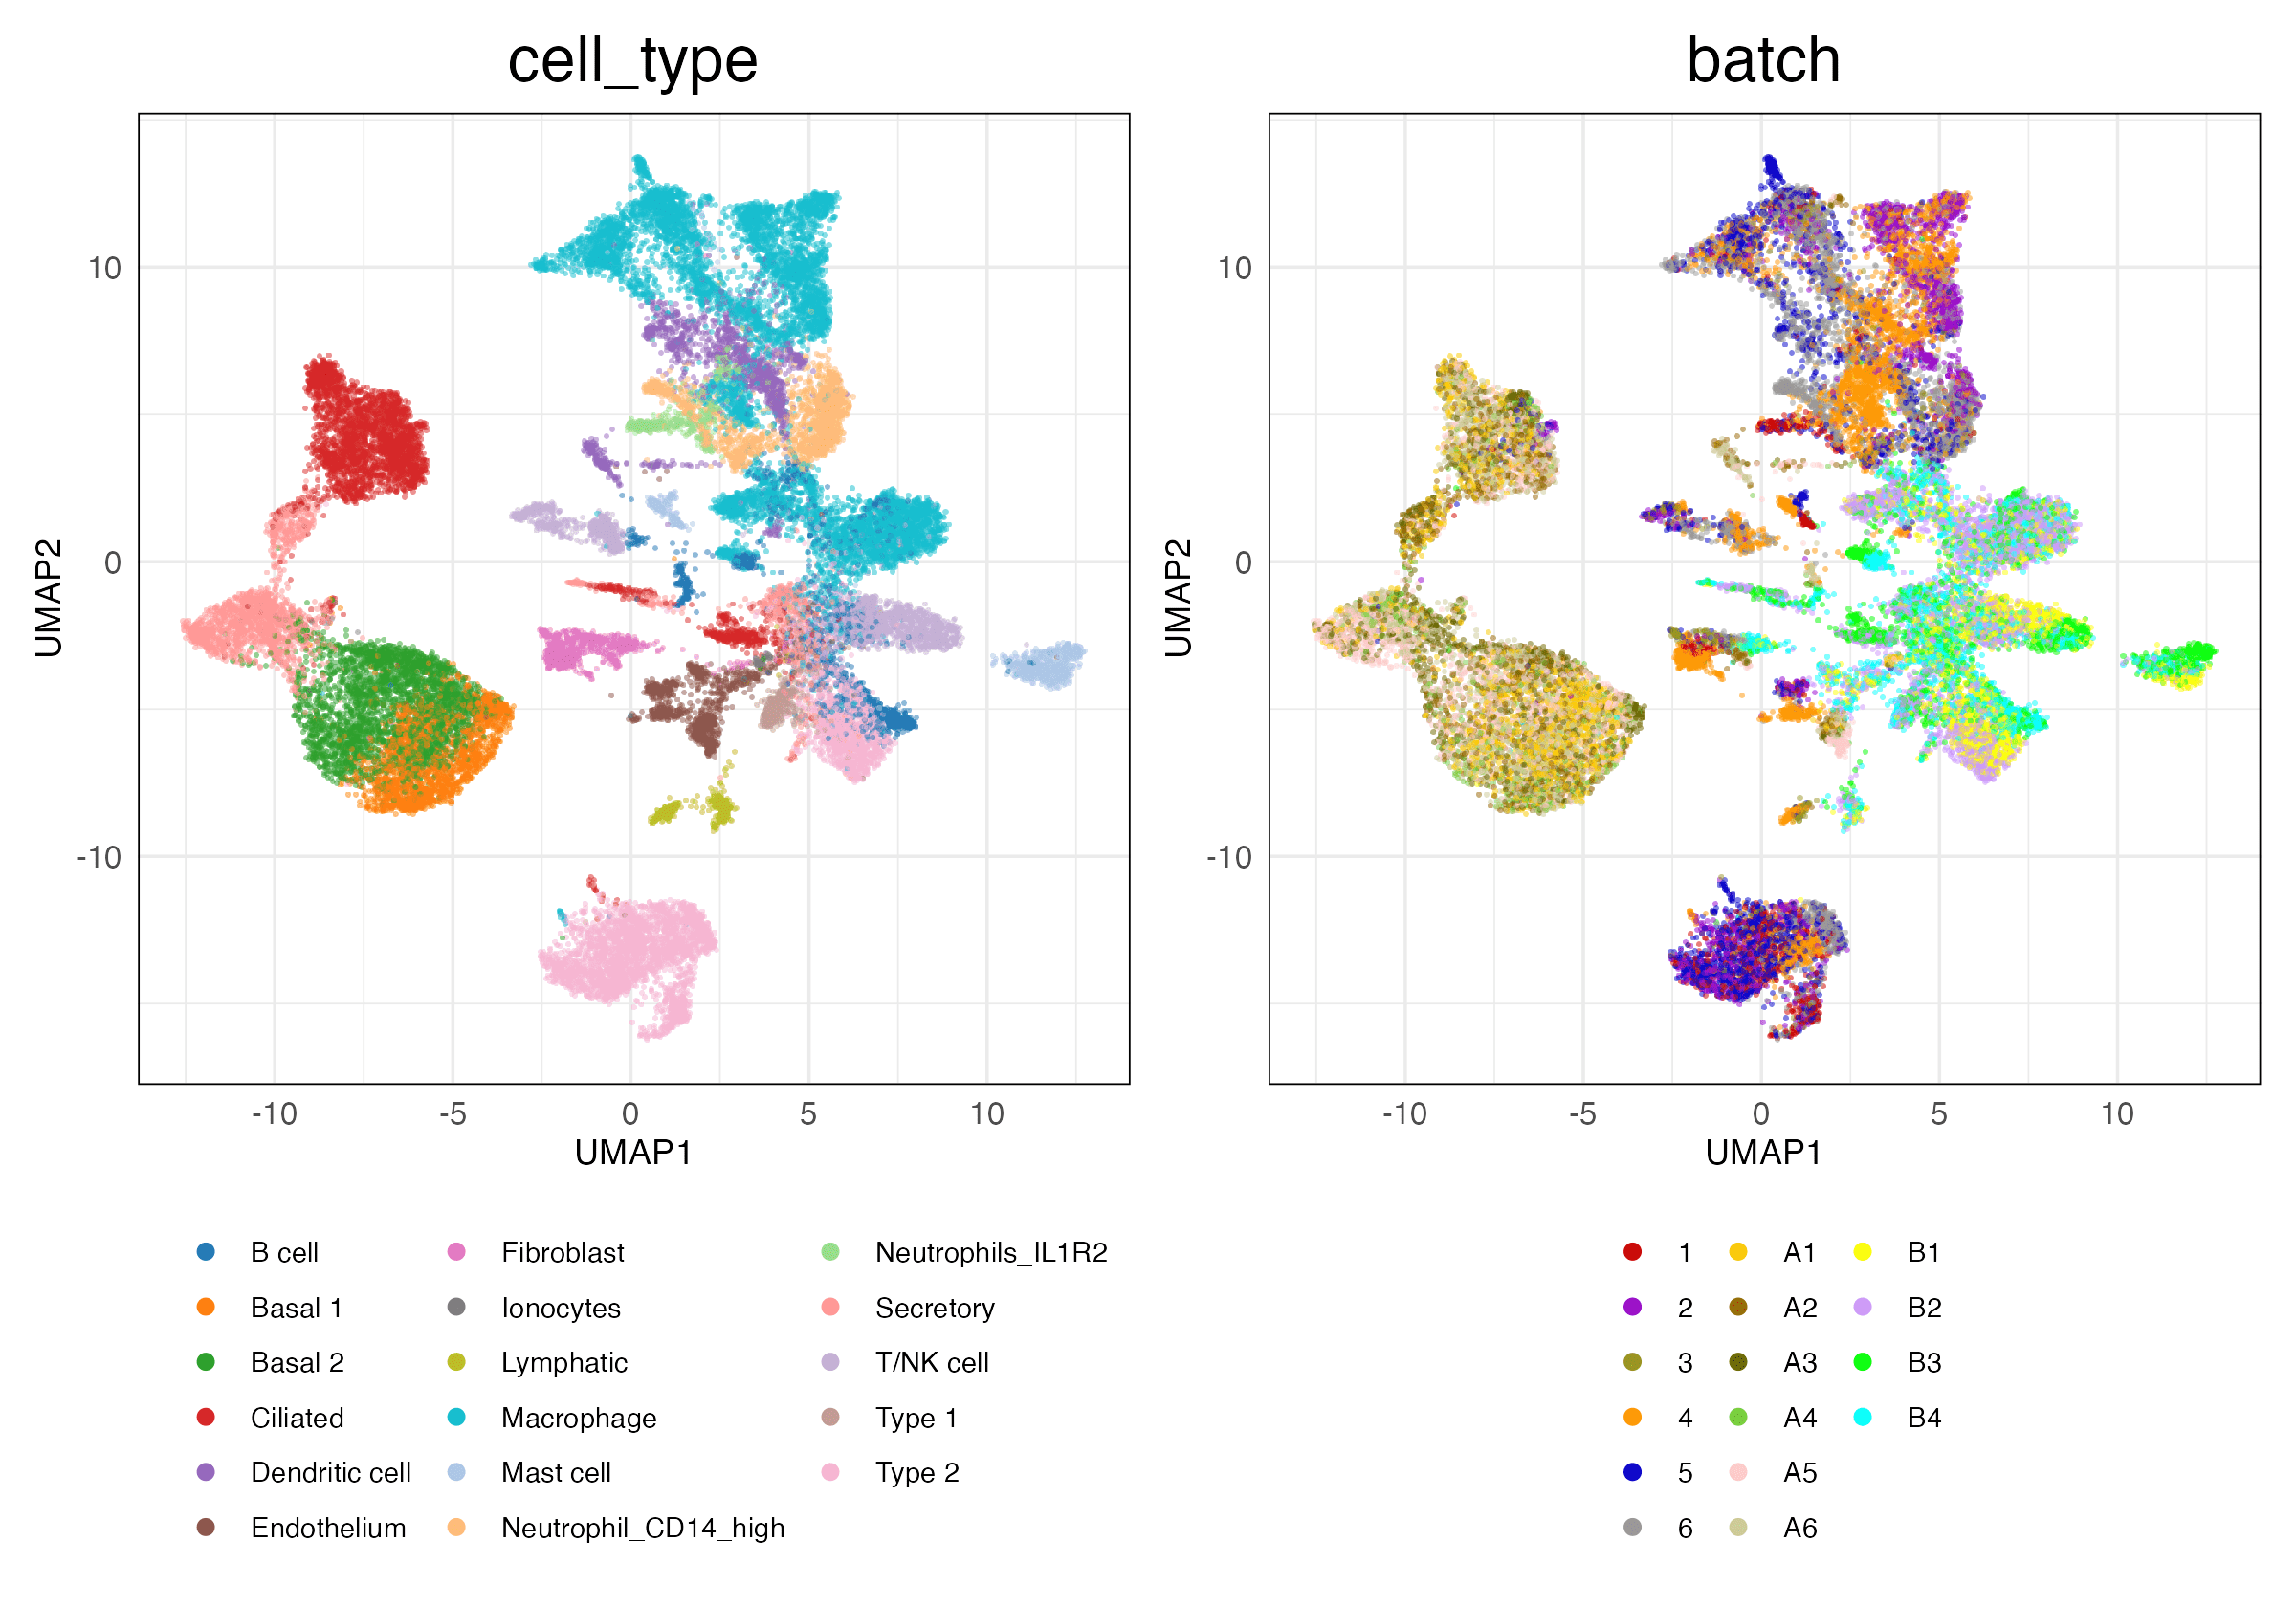 cell_type
batch
10
0
-10
UMAP2
-10
-5
0
5
10
UMAP1
10
0
-10
UMAP2
-10
-5
0
5
10
UMAP1
B cell
Basal 1
Basal 2
Ciliated
Dendritic cell
Endothelium
Fibroblast
Ionocytes
Lymphatic
Macrophage
Mast cell
Neutrophil_CD14_high
Neutrophils_IL1R2
Secretory
T/NK cell
Type 1
Type 2
1
2
3
4
5
6
A1
A2
A3
A4
A5
A6
B1
B2
B3
B4